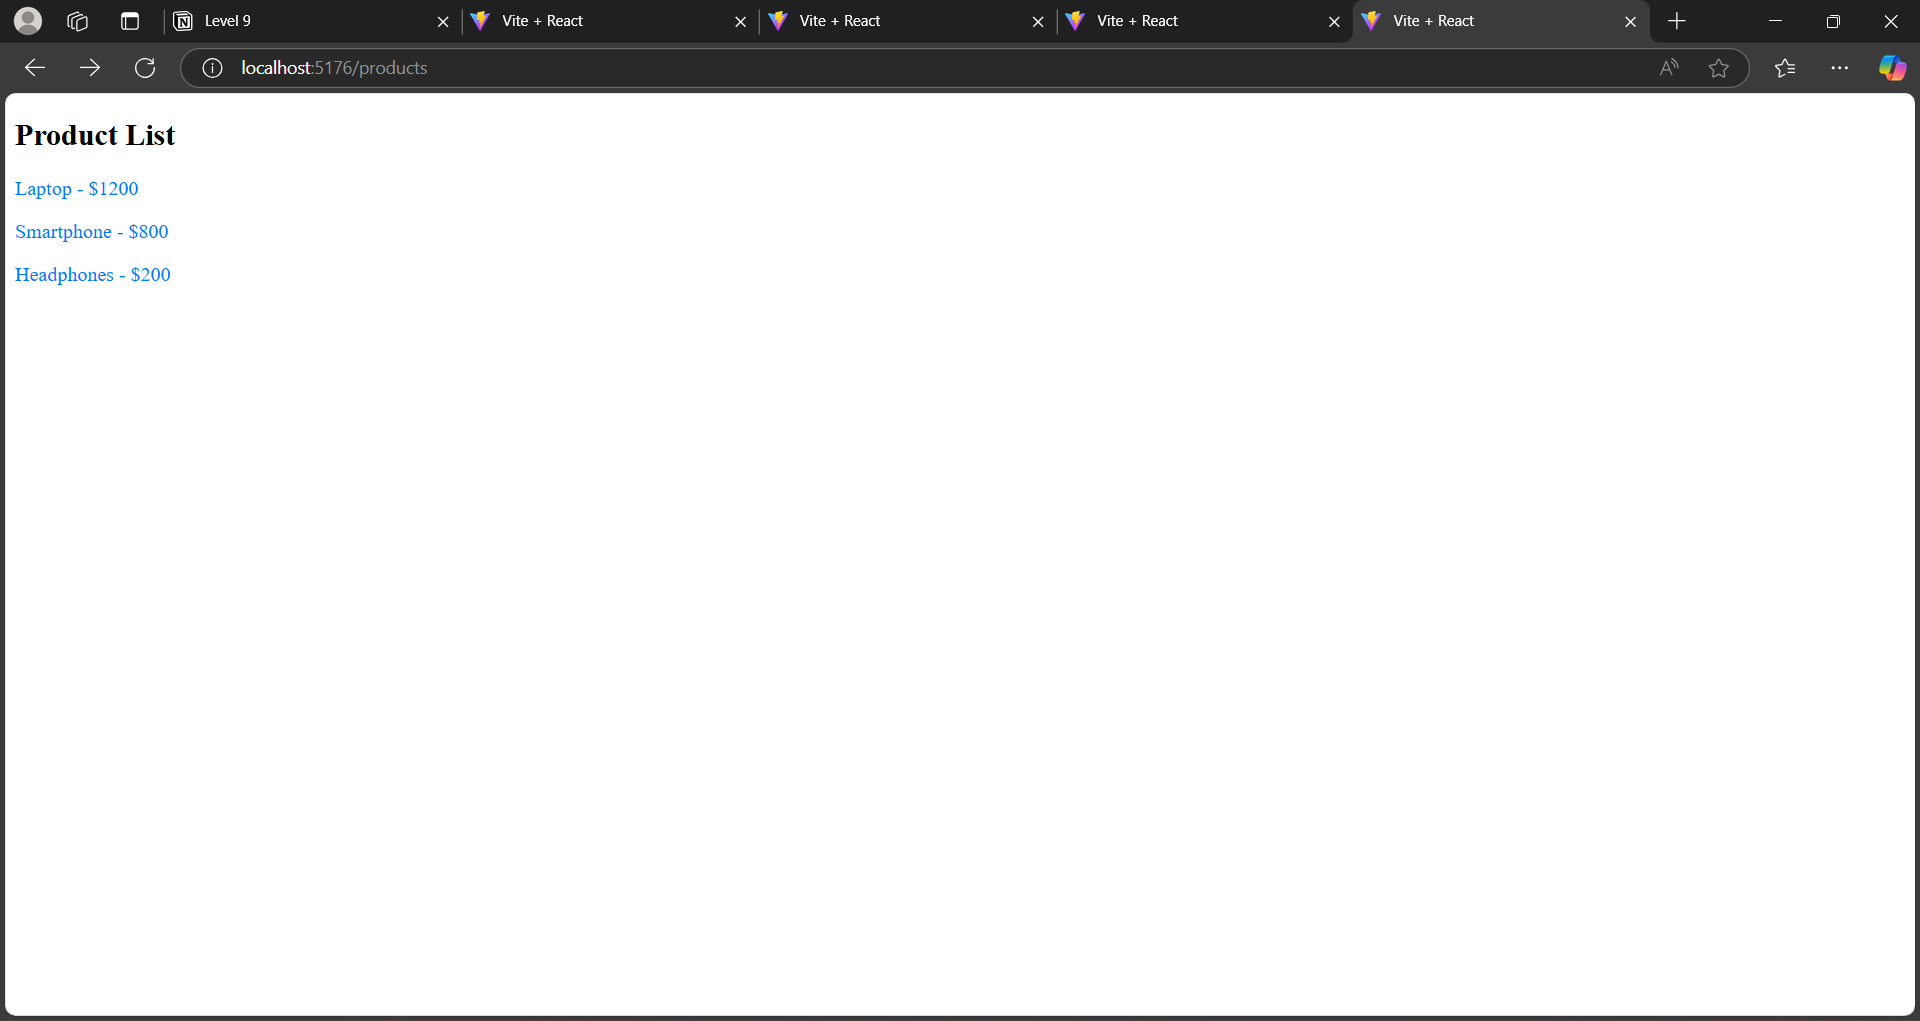 Level 9
Vite + React
Vite + React
Vite + React
Vite + React
localhost:5176/products
Product List
Laptop - $1200
Smartphone - $800
Headphones - $200